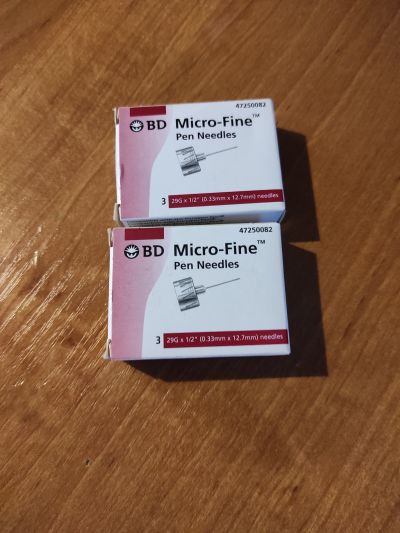 47250082
BD Micro-Fine™
Pen Needles
3 29G x 1/2" (0.33mm x 12.7mm) needles
47250082
BD Micro-Fine™
Pen Needles
3 29G x 1/2" (0.33mm x 12.7mm) needles